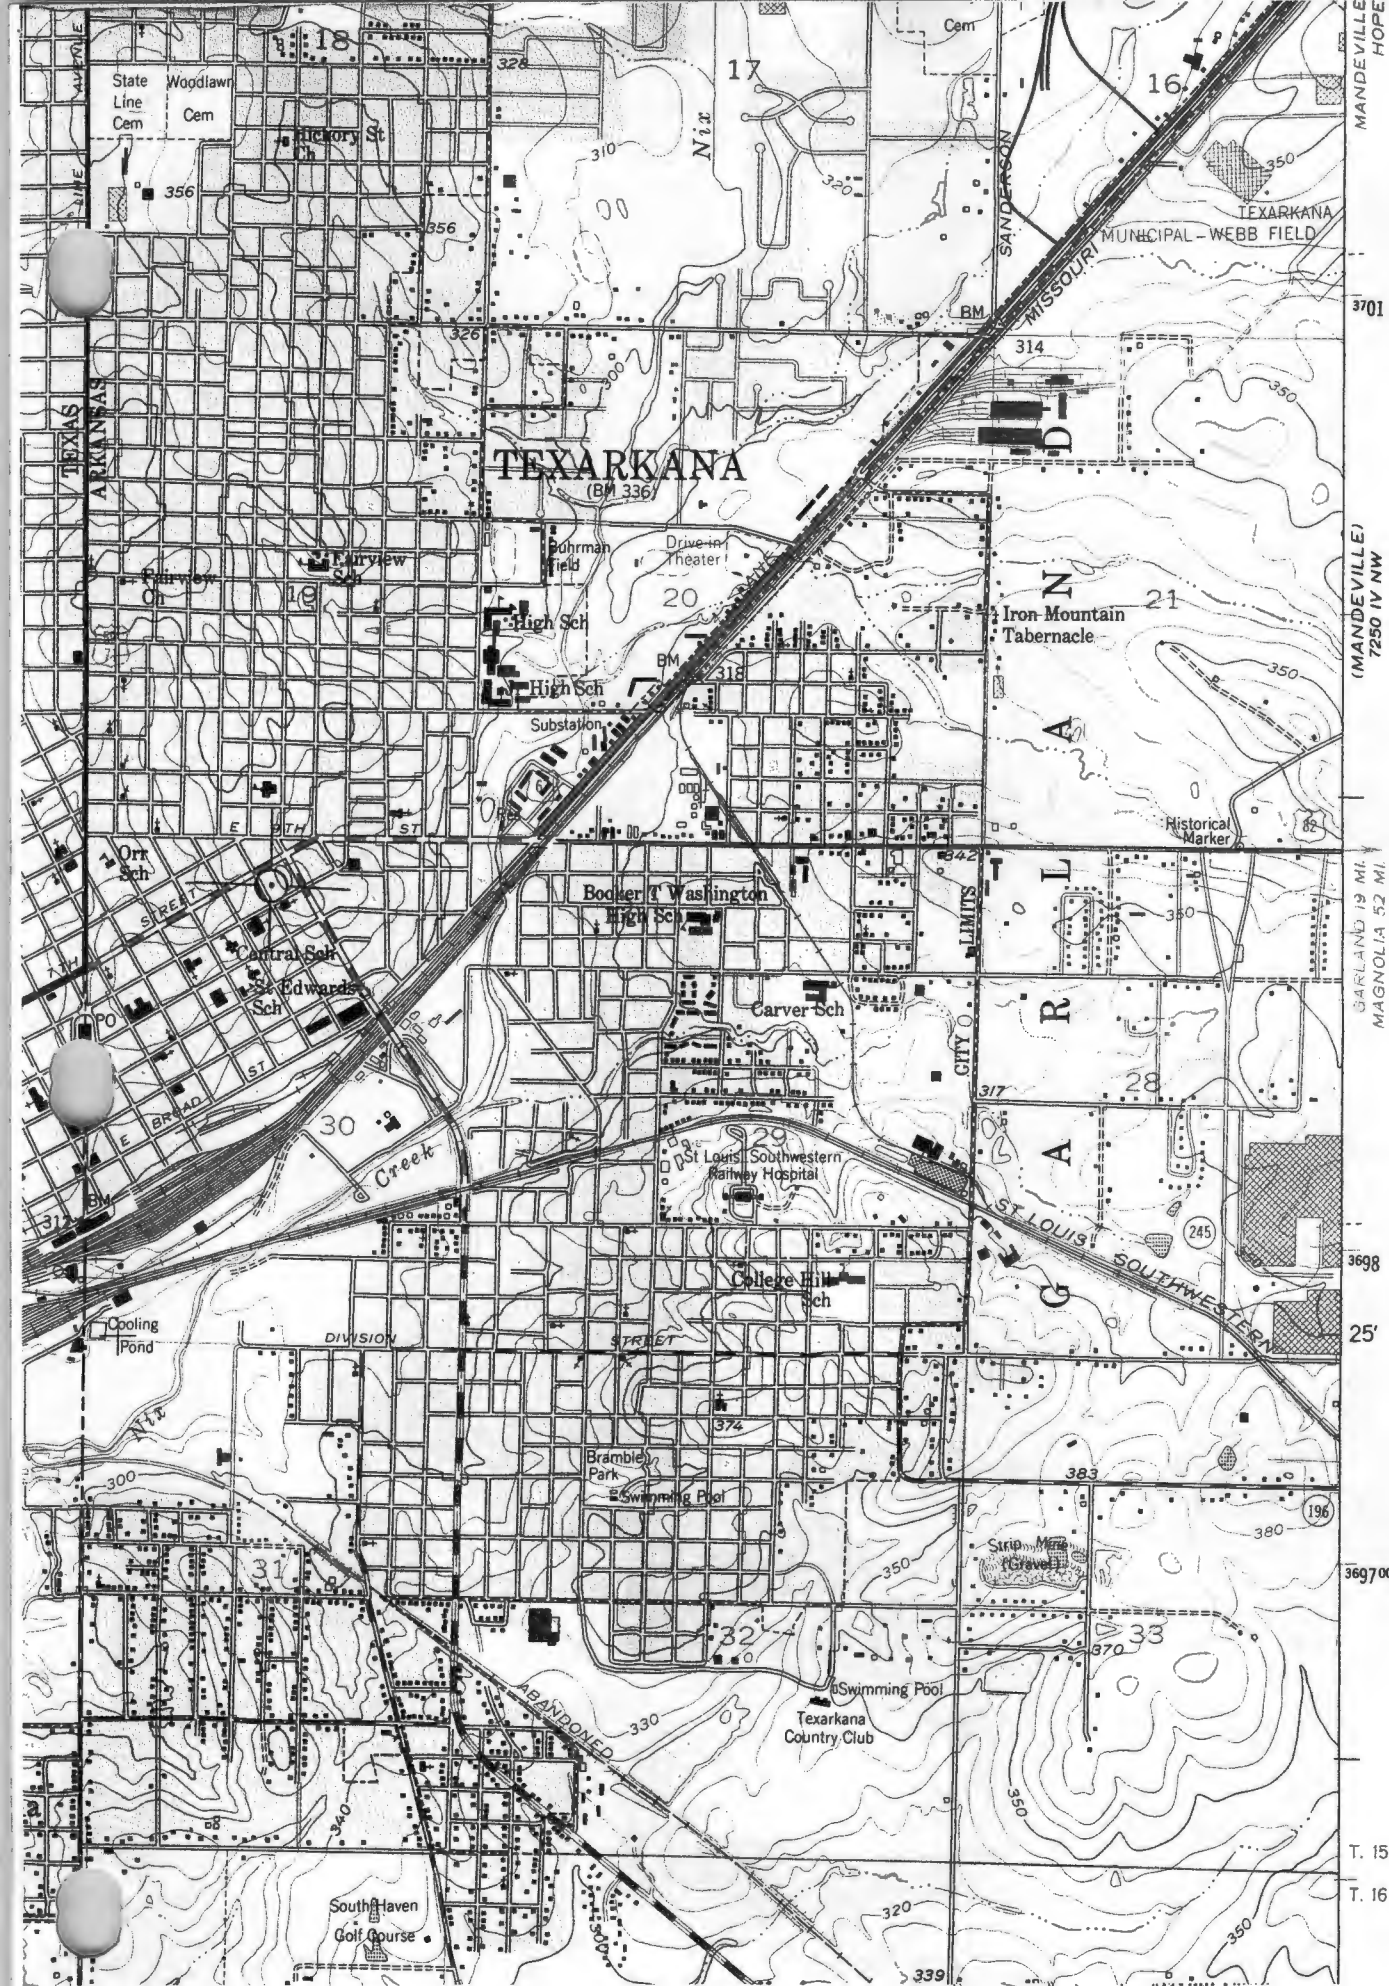 MANDEVILLE
HOPE
AVENUE
LINE
18
328
17
Cem
16
State
Line
Cem
Woodlawn
Cem
Hickory St
Ch
Nix
310
320
SANDERSON
350
356
356
TEXARKANA
MUNICIPAL-WEBB FIELD
MISSOURI
BM
314
326
300
3701
350
TEXAS
ARKANSAS
TEXARKANA
(BM 336)
GARLAND
Buhrman
Field
Drive-in
Theater
AVE
Fairview
Sch
Fairview
Ch
19
20
21
(MANDEVILLE)
7250 IV NW
High Sch
Iron Mountain
Tabernacle
BM
318
350
J High Sch
Substation
E 9TH ST
Historical
Marker
82
342
Orr
Sch
7TH
STREET
Booker T Washington
High Sch
LIMITS
350
GARLAND 19 MI.
MAGNOLIA 52 MI.
Central Sch
St Edwards
Sch
PO
Carver Sch
CITY
317
28
ST
E BROAD
30
Creek
29
St Louis Southwestern
Railway Hospital
BM
312
ST LOUIS
SOUTHWESTERN
245
3698
College Hill
Sch
Cooling
Pond
DIVISION
STREET
25'
Nix
374
Bramble
Park
Swimming Pool
300
383
196
380
Strip Mine
(Gravel)
350
31
3697
32
33
370
Swimming Pool
Texarkana
Country Club
ABANDONED
330
340
350
T. 15
T. 16
South Haven
Golf Course
300
320
350
339